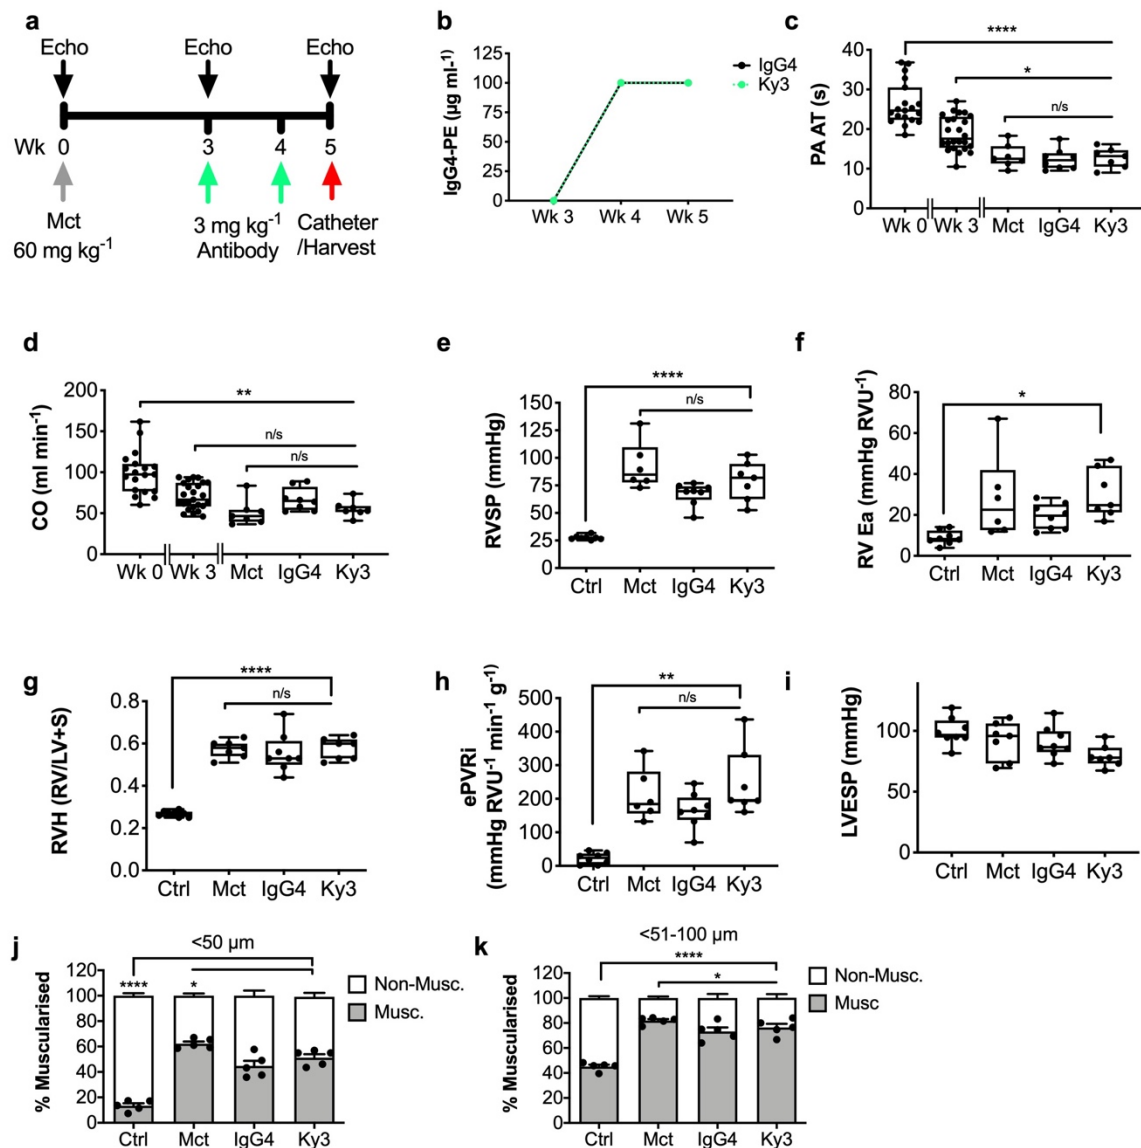 a
Echo Echo Echo
Wk 0 3 4 5
Mct 3 mg kg⁻¹ Catheter
60 mg kg⁻¹ Antibody /Harvest
b
IgG4-PE (µg ml⁻¹)
125
100
75
50
25
0
Wk 3 Wk 4 Wk 5
IgG4
Ky3
c
PA AT (s)
****
*
n/s
40
30
20
10
0
Wk 0 Wk 3 Mct IgG4 Ky3
d
CO (ml min⁻¹)
**
n/s
n/s
200
150
100
50
0
Wk 0 Wk 3 Mct IgG4 Ky3
e
RVSP (mmHg)
****
n/s
150
125
100
75
50
25
0
Ctrl Mct IgG4 Ky3
f
RV Ea (mmHg RVU⁻¹)
*
80
60
40
20
0
Ctrl Mct IgG4 Ky3
g
RVH (RV/LV+S)
****
n/s
0.8
0.6
0.4
0.2
0.0
Ctrl Mct IgG4 Ky3
h
ePVRi
(mmHg RVU⁻¹ min⁻¹ g⁻¹)
**
n/s
500
400
300
200
100
0
Ctrl Mct IgG4 Ky3
i
LVESP (mmHg)
100
50
0
Ctrl Mct IgG4 Ky3
j
<50 µm
% Muscularised
**** *
120
100
80
60
40
20
0
Ctrl Mct IgG4 Ky3
Non-Musc.
Musc.
k
<51-100 µm
% Muscularised
****
*
120
100
80
60
40
20
0
Ctrl Mct IgG4 Ky3
Non-Musc.
Musc